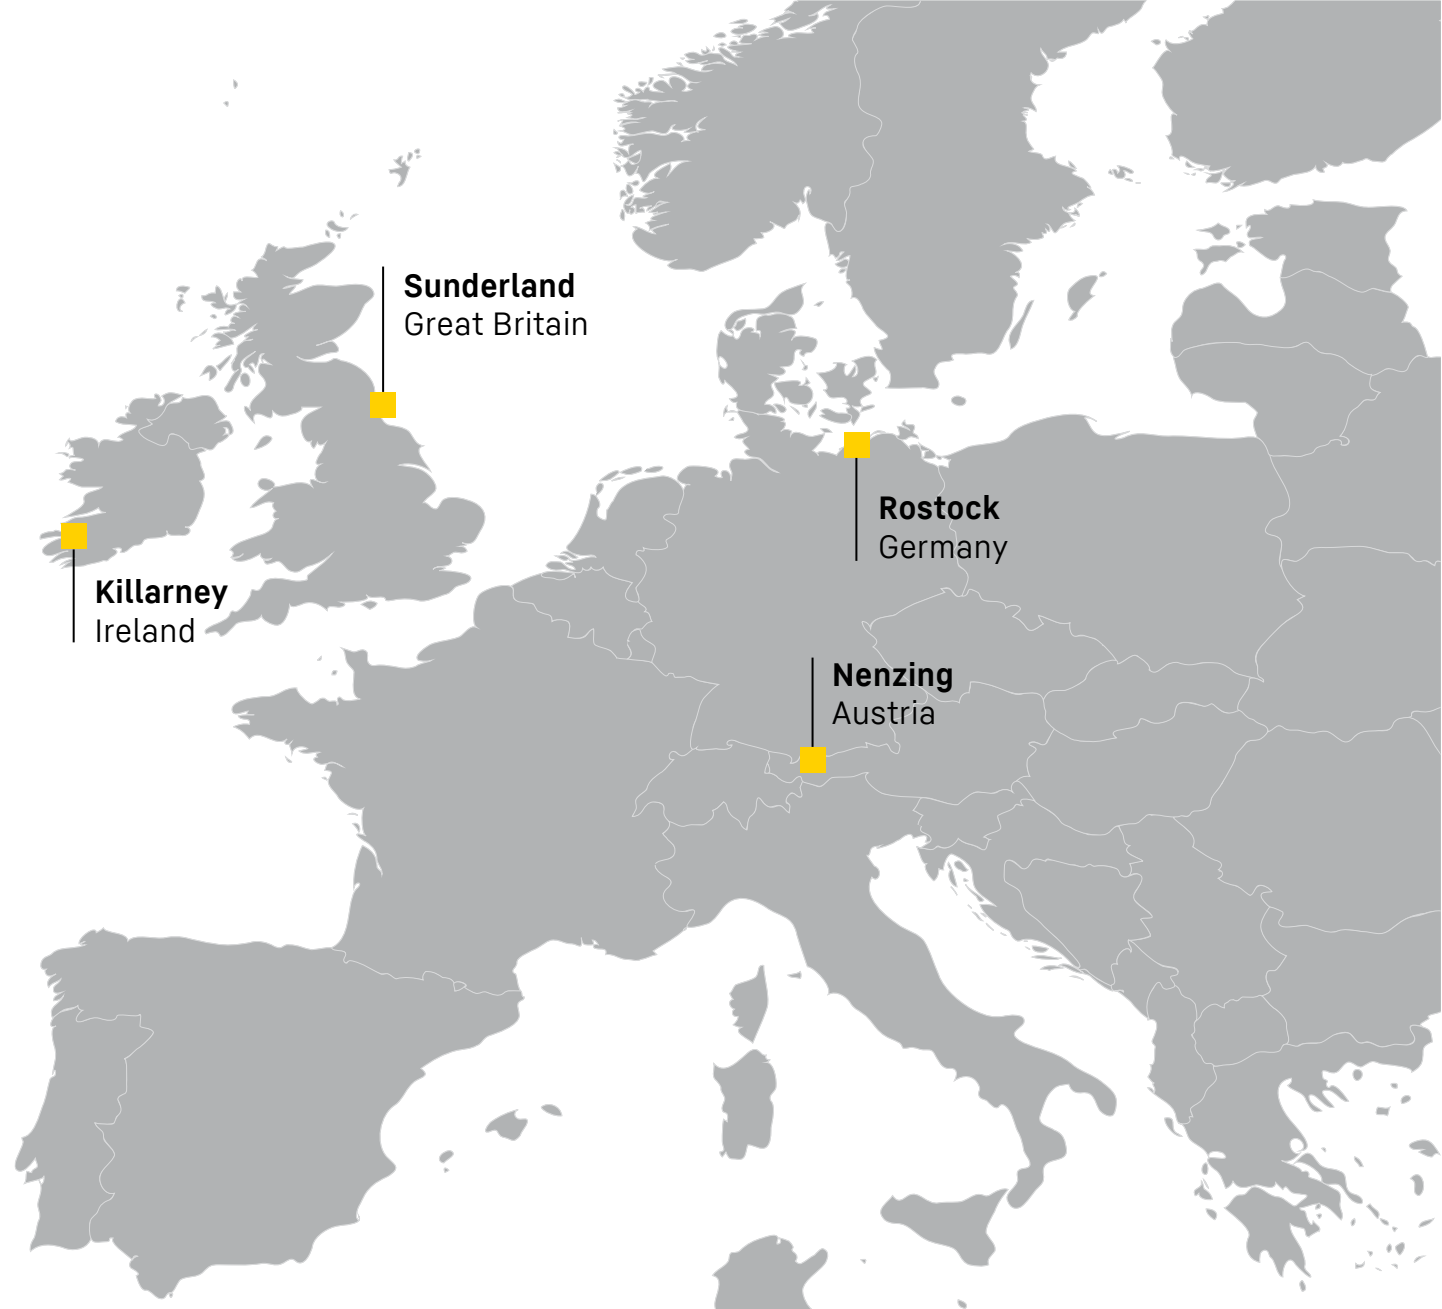 Sunderland
Great Britain
Rostock
Germany
Killarney
Ireland
Nenzing
Austria